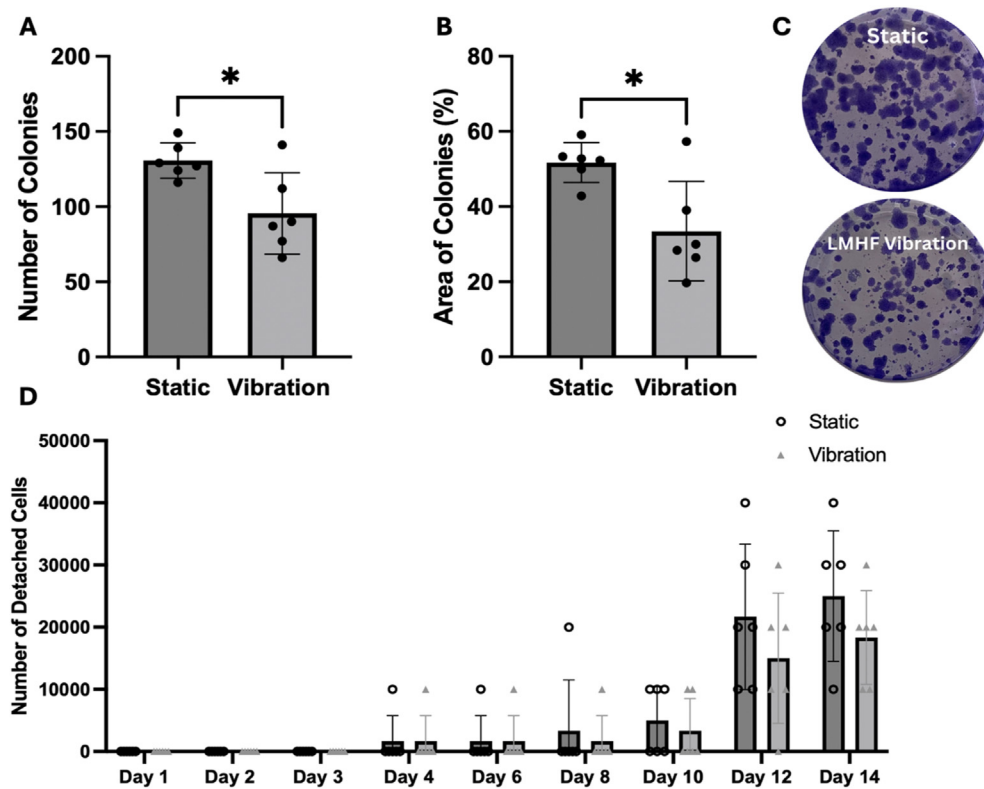 A
Number of Colonies
200
150
100
50
0
*
Static Vibration
B
Area of Colonies (%)
80
60
40
20
0
*
Static Vibration
C
Static
LMHF Vibration
D
Number of Detached Cells
50000
40000
30000
20000
10000
0
Static
Vibration
Day 1 Day 2 Day 3 Day 4 Day 6 Day 8 Day 10 Day 12 Day 14